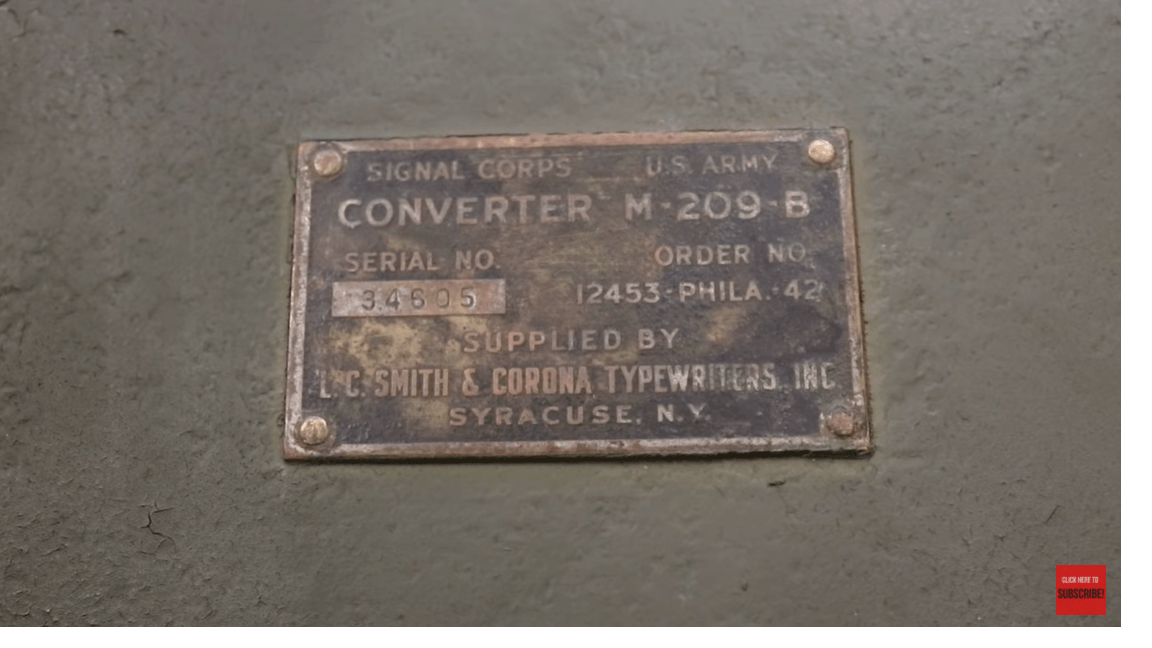 SIGNAL CORPS U.S. ARMY
CONVERTER M-209-B
SERIAL NO. ORDER NO.
34605 12453-PHILA.-42
SUPPLIED BY
L.C. SMITH & CORONA TYPEWRITERS, INC
SYRACUSE, N.Y.
CLICK HERE TO
SUBSCRIBE!